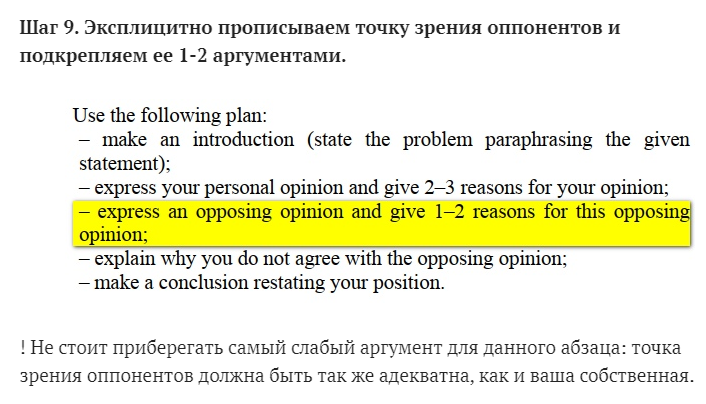 Шаг 9. Эксплицитно прописываем точку зрения оппонентов и
подкрепляем ее 1-2 аргументами.
Use the following plan:
– make an introduction (state the problem paraphrasing the given
statement);
– express your personal opinion and give 2–3 reasons for your opinion;
– express an opposing opinion and give 1–2 reasons for this opposing
opinion;
– explain why you do not agree with the opposing opinion;
– make a conclusion restating your position.
! Не стоит приберегать самый слабый аргумент для данного абзаца: точка
зрения оппонентов должна быть так же адекватна, как и ваша собственная.